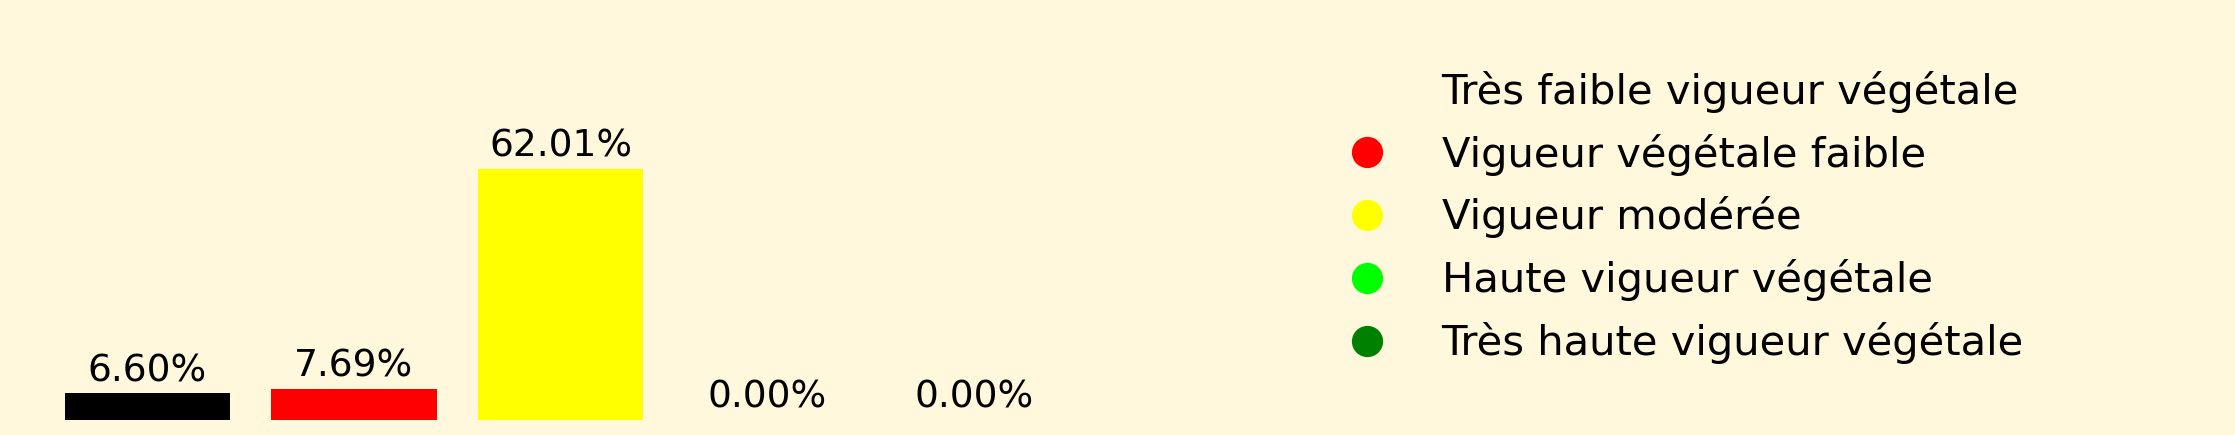 62.01%
6.60%
7.69%
0.00%
0.00%
Très faible vigueur végétale
Vigueur végétale faible
Vigueur modérée
Haute vigueur végétale
Très haute vigueur végétale